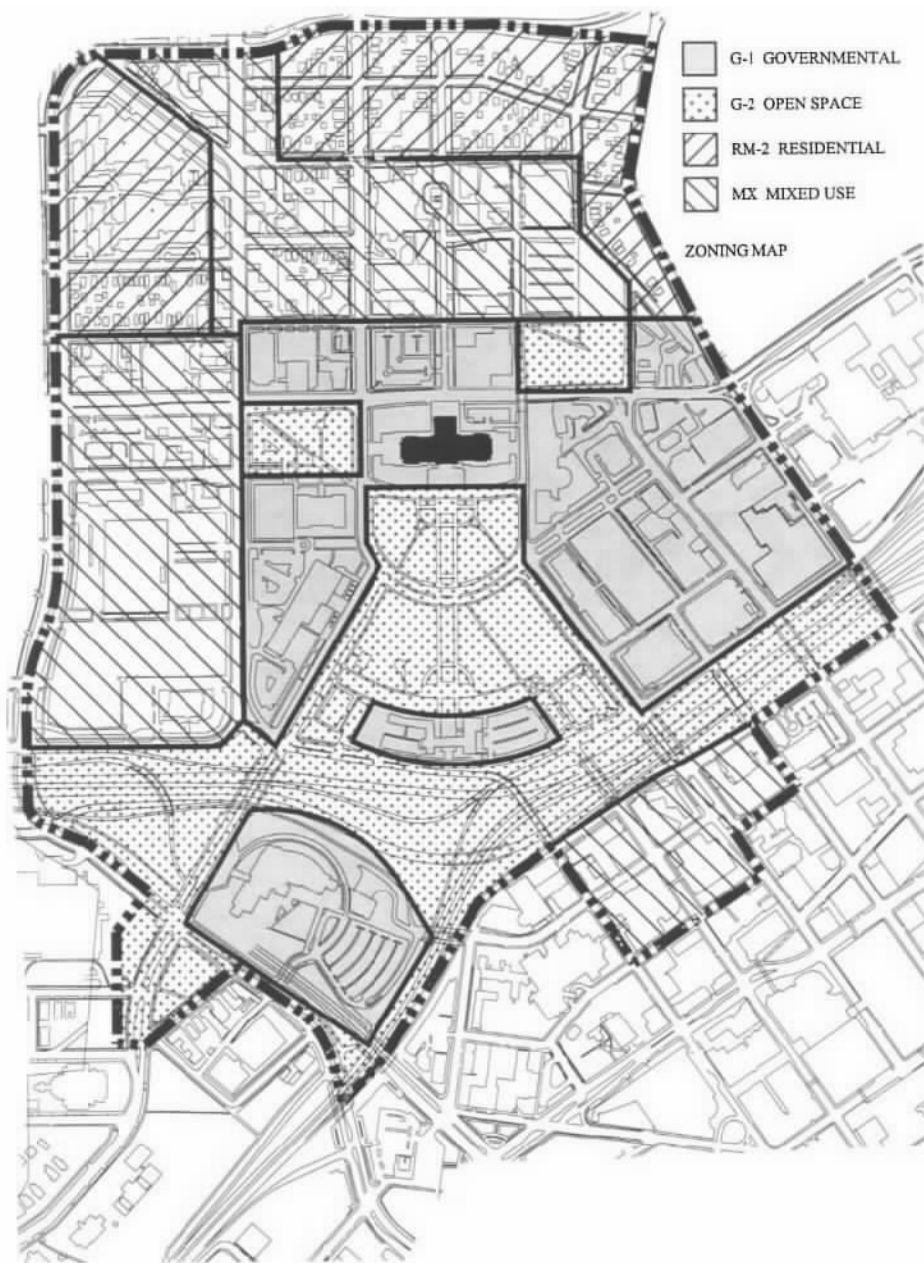 G-1 GOVERNMENTAL
G-2 OPEN SPACE
RM-2 RESIDENTIAL
MX MIXED USE
ZONING MAP